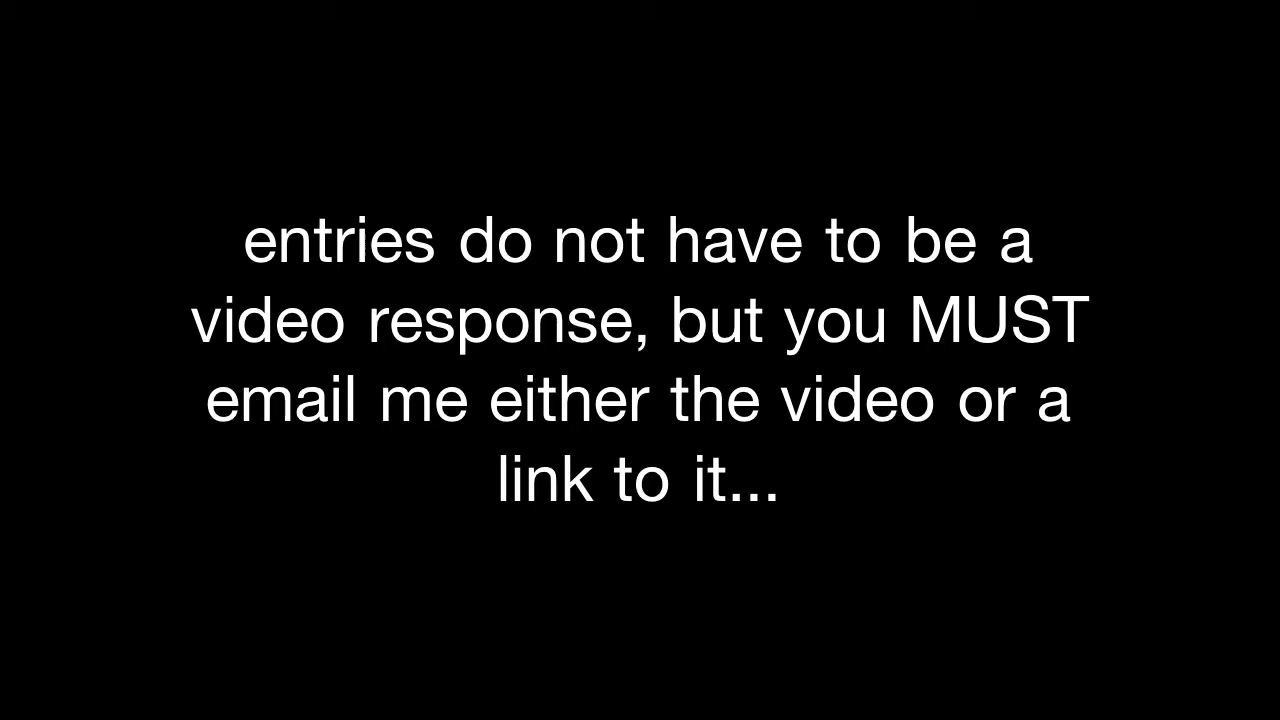 entries do not have to be a
video response, but you MUST
email me either the video or a
link to it...